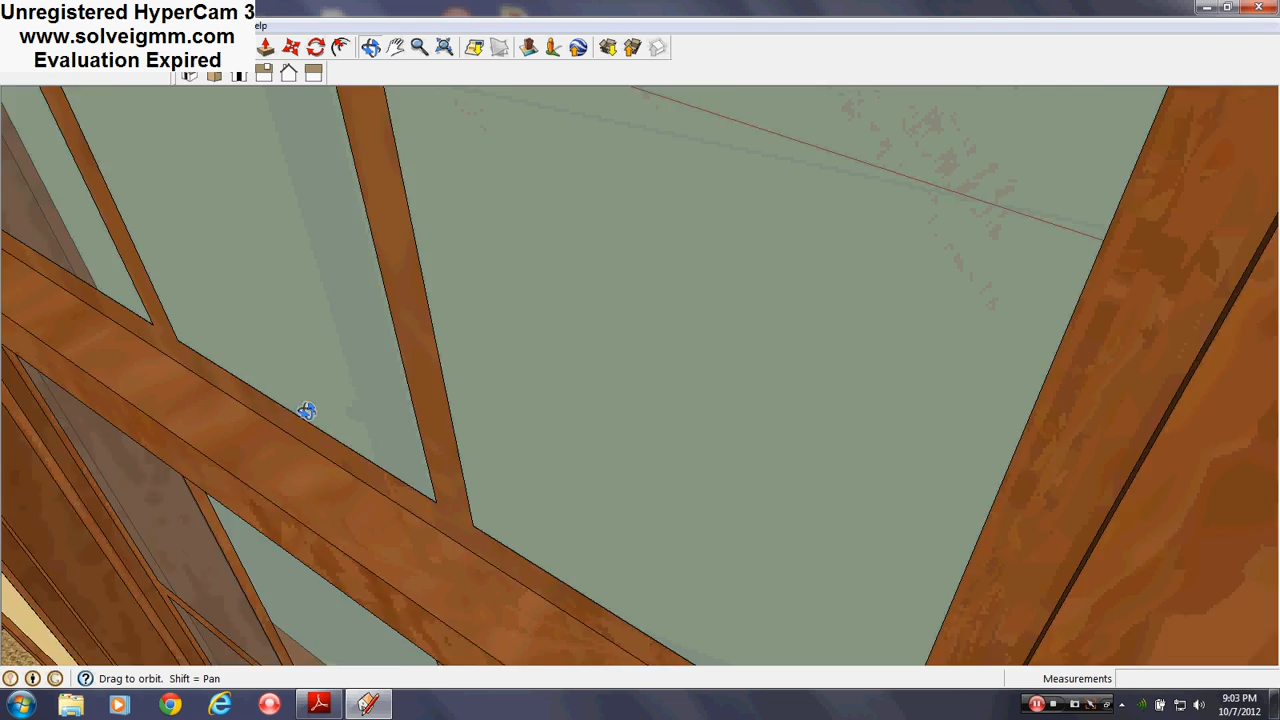 Unregistered HyperCam 3
www.solveigmm.com
Evaluation Expired
elp
Drag to orbit. Shift = Pan
Measurements
9:03 PM
10/7/2012